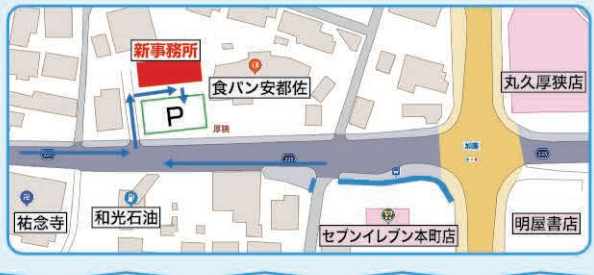 新事務所
食パン安都佐
丸久厚狭店
P
厚狭
加藤
225
祐念寺
和光石油
セブンイレブン本町店
明屋書店